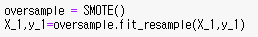 oversample = SMOTE()
X_1,y_1=oversample.fit_resample(X_1,y_1)